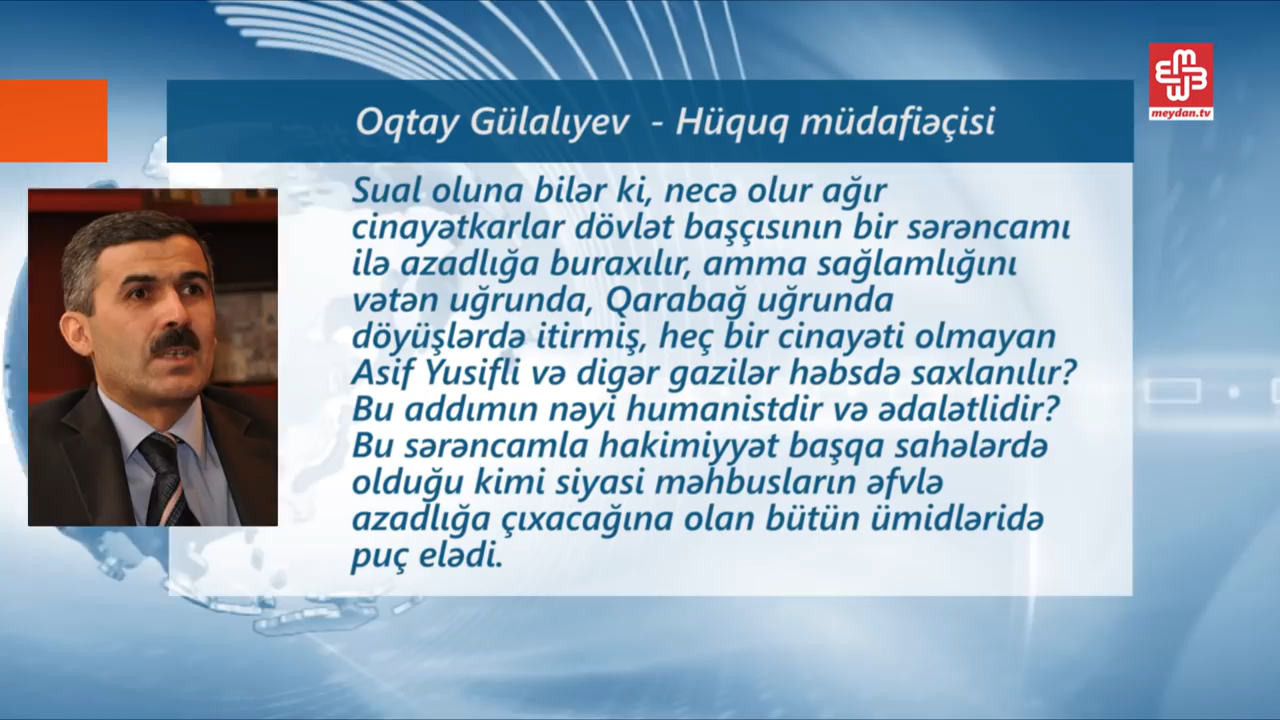 Oqtay Gülalıyev - Hüquq müdafiəçisi
meydan.tv
Sual oluna bilər ki, necə olur ağır
cinayətkarlar dövlət başçısının bir sərəncamı
ilə azadlığa buraxılır, amma sağlamlığını
vətən uğrunda, Qarabağ uğrunda
döyüşlərdə itirmiş, heç bir cinayəti olmayan
Asif Yusifli və digər gazilər həbsdə saxlanılır?
Bu addımın nəyi humanistdir və ədalətlidir?
Bu sərəncamla hakimiyyət başqa sahələrdə
olduğu kimi siyasi məhbusların əfvlə
azadlığa çıxacağına olan bütün ümidləridə
puç elədi.